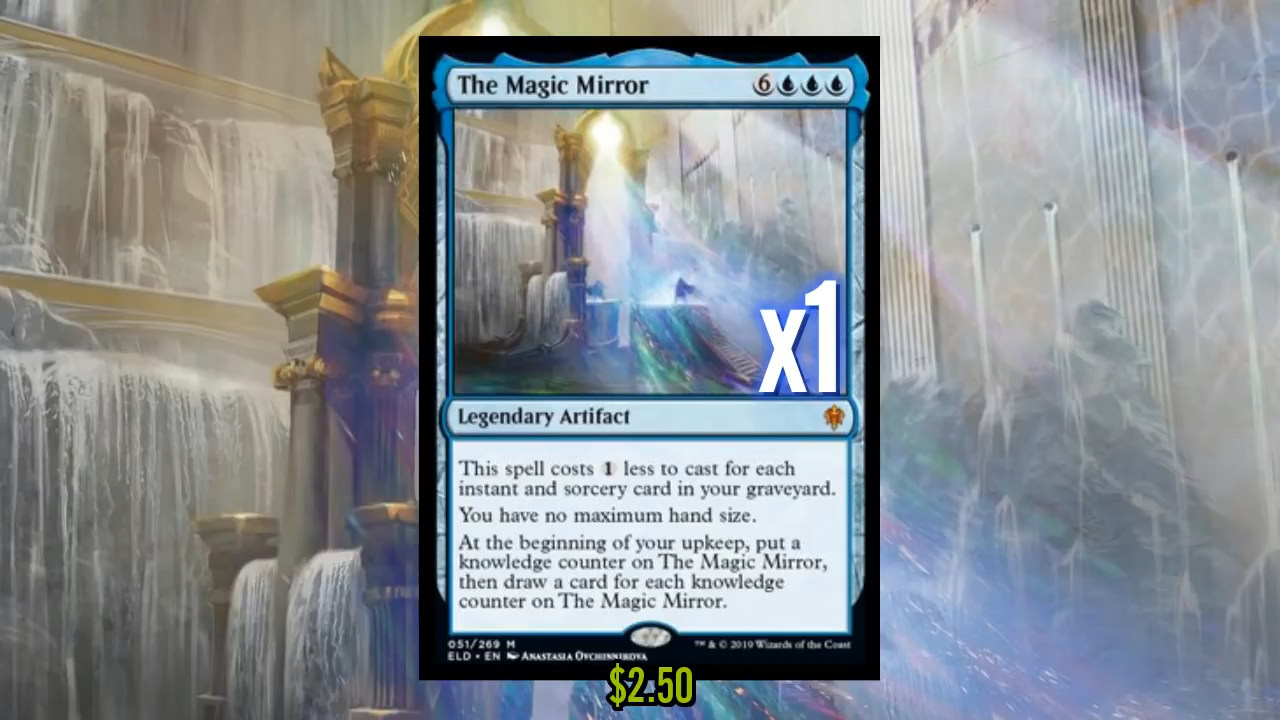 The Magic Mirror 6
x1
Legendary Artifact
This spell costs 1 less to cast for each
instant and sorcery card in your graveyard.
You have no maximum hand size.
At the beginning of your upkeep, put a
knowledge counter on The Magic Mirror,
then draw a card for each knowledge
counter on The Magic Mirror.
051/269 M
™ & © 2019 Wizards of the Coast
ELD • EN Anastasia Ovchinnikova
$2.50